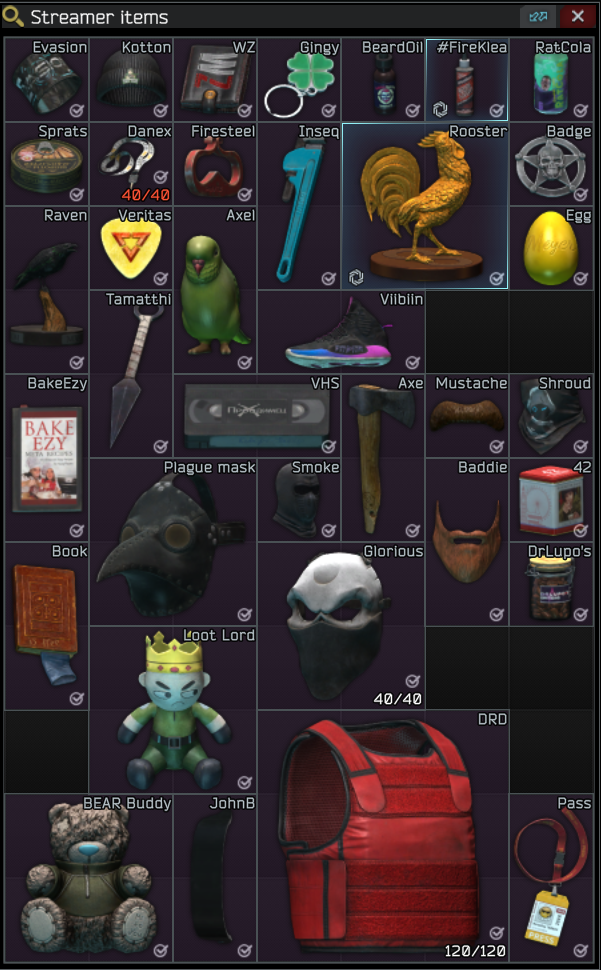 Streamer items
Evasion
Kotton
WZ
Gingy
BeardOil
#FireKlea
RatCola
Sprats
Danex
40/40
Firesteel
Inseq
Rooster
Badge
Raven
Veritas
Axel
Egg
Tamatthi
Viibiin
BakeEzy
BAKE
EZY
VHS
Axe
Mustache
Shroud
Plague mask
Smoke
Baddie
42
Book
Glorious
40/40
DrLupo's
Loot Lord
DRD
120/120
BEAR Buddy
JohnB
Pass
PRESS